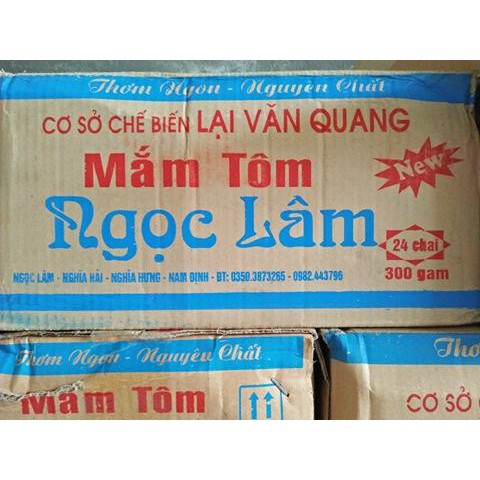 Thơm Ngon - Nguyên Chất
CƠ SỞ CHẾ BIẾN LẠI VĂN QUANG
Mắm Tôm
New
Ngọc Lâm
24 chai
300 gam
NGỌC LÂM - NGHĨA HẢI - NGHĨA HƯNG - NAM ĐỊNH - ĐT: 0350.3873265 - 0982.443796
Thơm Ngon - Nguyên Chất
Mắm Tôm
Thơ
CƠ SỞ